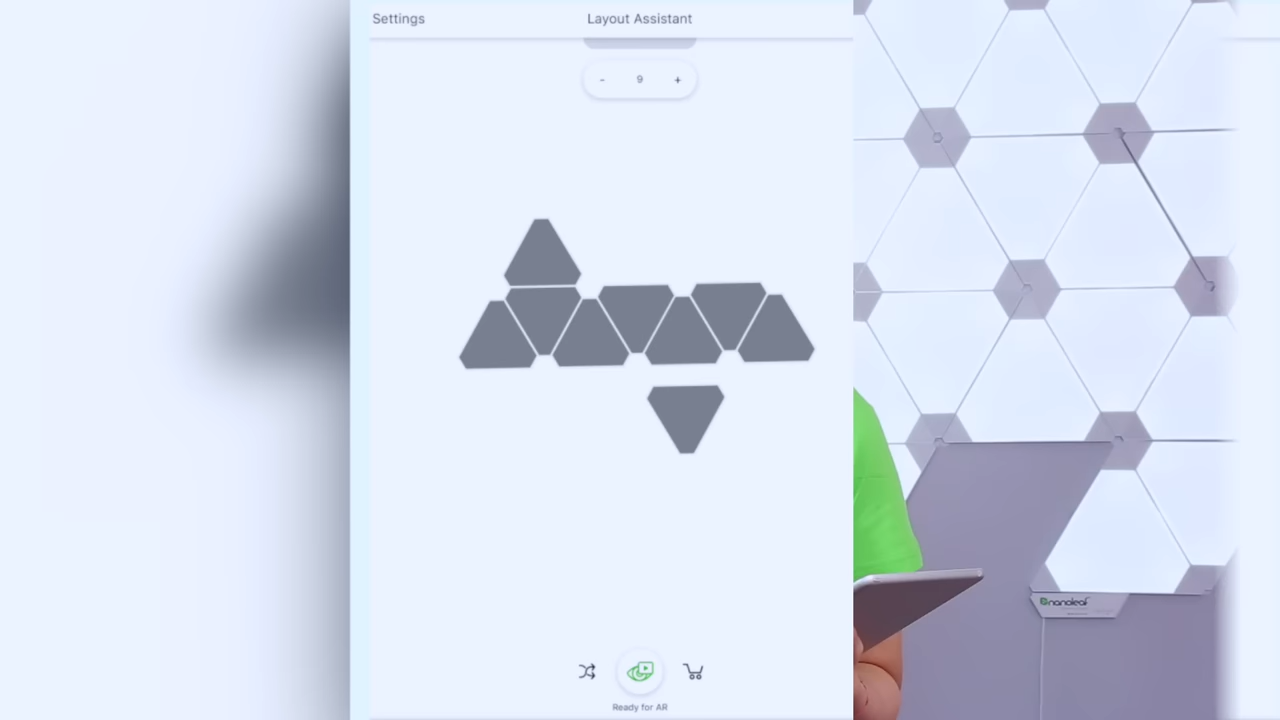 Settings
Layout Assistant
- 9 +
nanoleaf
Ready for AR